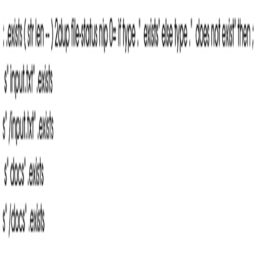 : .exists ( str len -- ) 2dup file-status nip 0= if type ." exists" else type ." does not exist" then ;
s" input.txt" .exists
s" /input.txt" .exists
s" docs" .exists
s" /docs" .exists